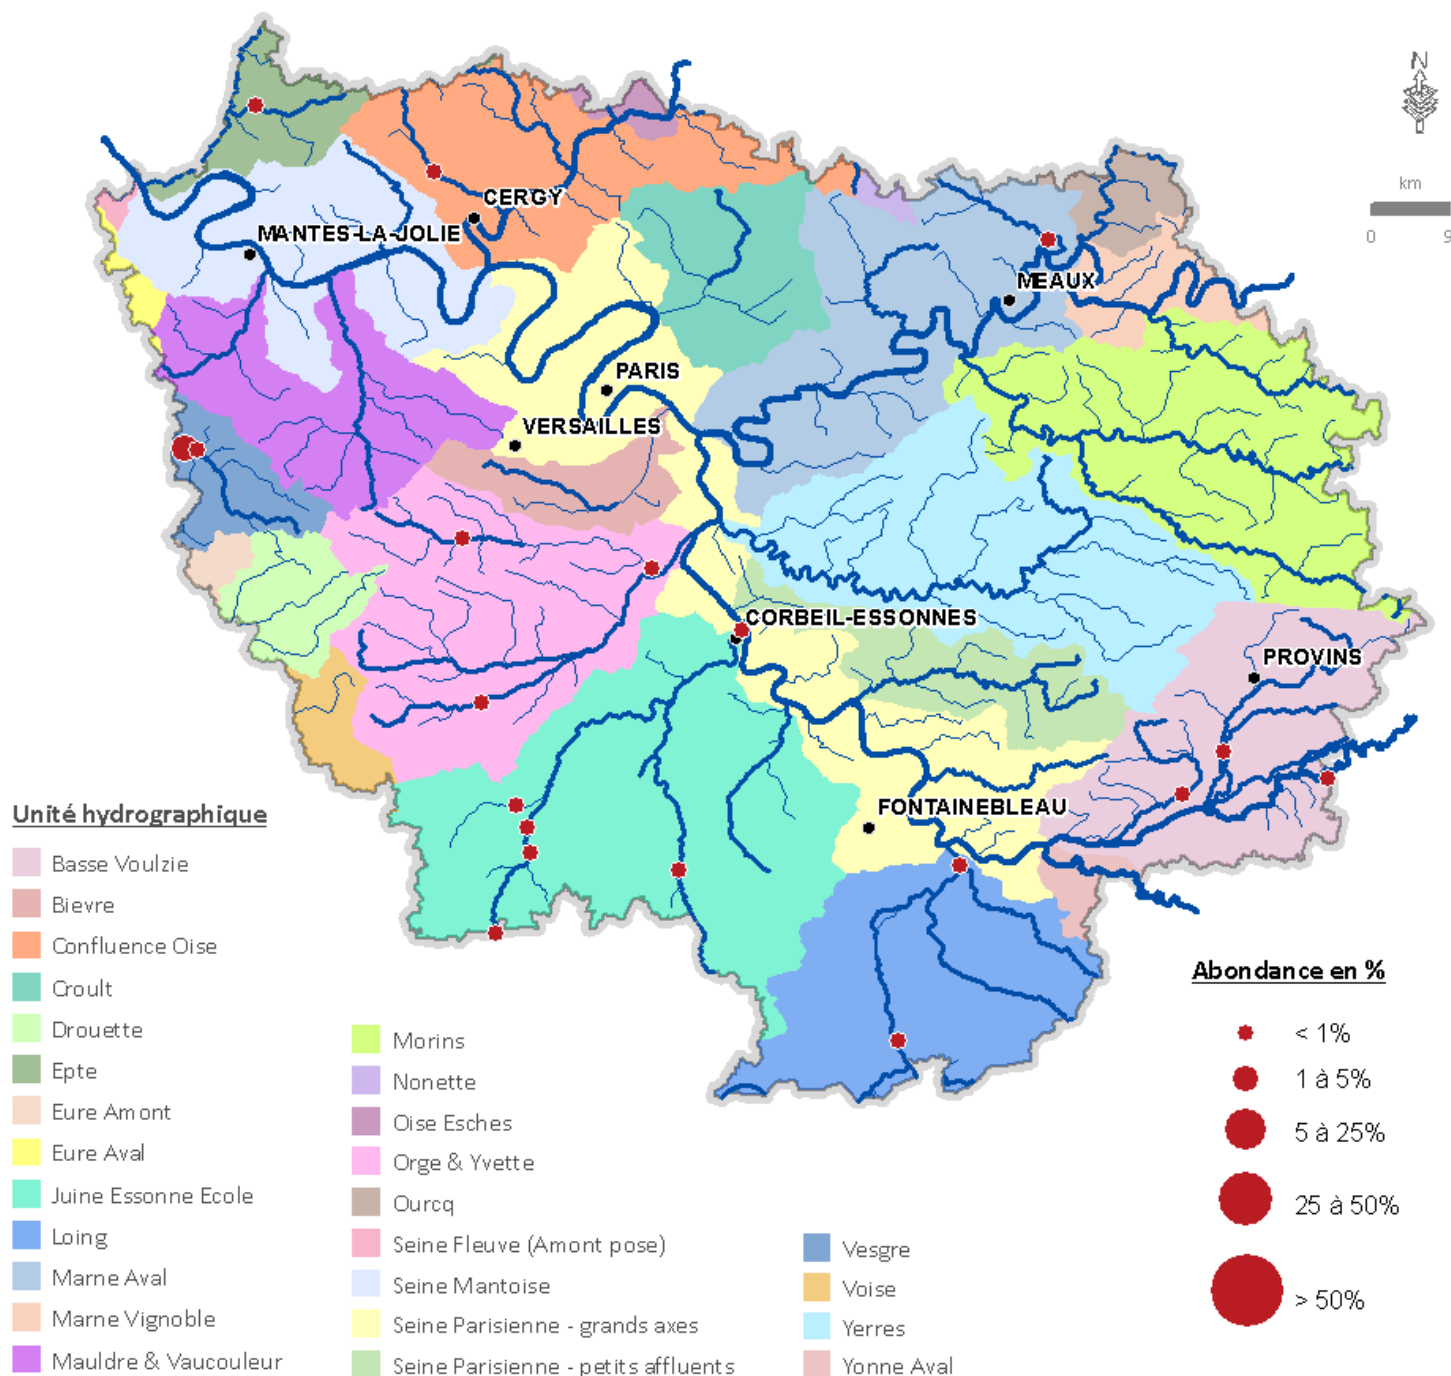 N
km
0 9
CERGY
MANTES-LA-JOLIE
MEAUX
PARIS
VERSAILLES
CORBEIL-ESSONNES
PROVINS
FONTAINEBLEAU
Unité hydrographique
Basse Voulzie
Bievre
Confluence Oise
Croult
Drouette
Epte
Eure Amont
Eure Aval
Juine Essonne Ecole
Loing
Marne Aval
Marne Vignoble
Mauldre & Vaucouleur
Morins
Nonette
Oise Esches
Orge & Yvette
Ourcq
Seine Fleuve (Amont pose)
Seine Mantoise
Seine Parisienne - grands axes
Seine Parisienne - petits affluents
Vesgre
Voise
Yerres
Yonne Aval
Abondance en %
< 1%
1 à 5%
5 à 25%
25 à 50%
> 50%